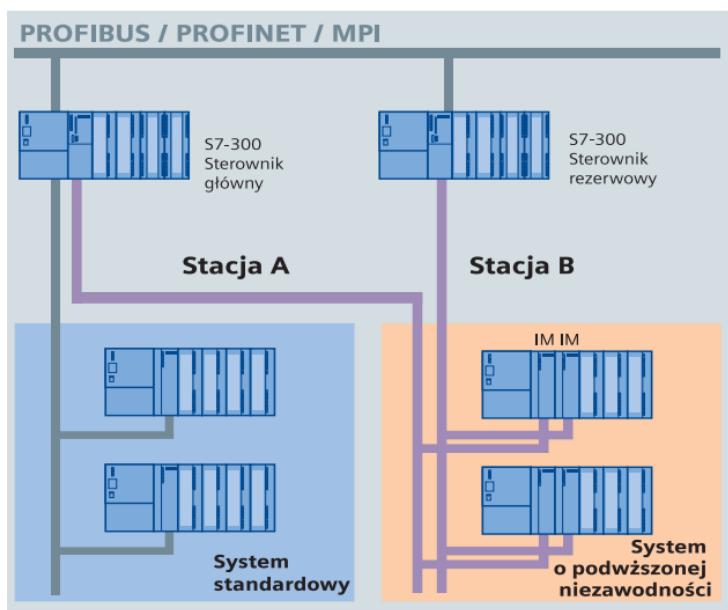 PROFIBUS / PROFINET / MPI
S7-300
Sterownik
główny
S7-300
Sterownik
rezerwowy
Stacja A
Stacja B
IM IM
System
standardowy
System
o podwższonej
niezawodności